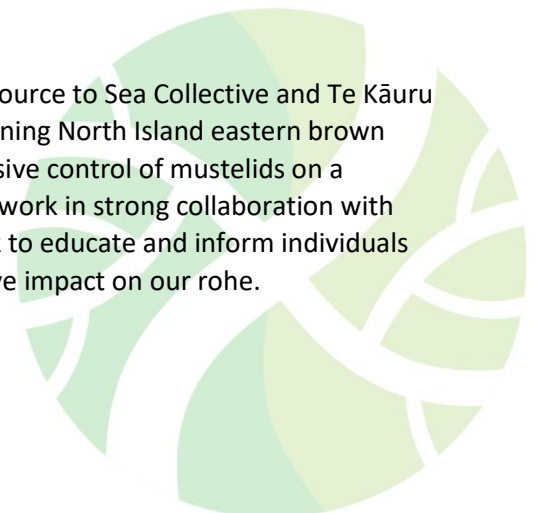 ource to Sea Collective and Te Kāuru
ning North Island eastern brown
sive control of mustelids on a
work in strong collaboration with
to educate and inform individuals
ve impact on our rohe.